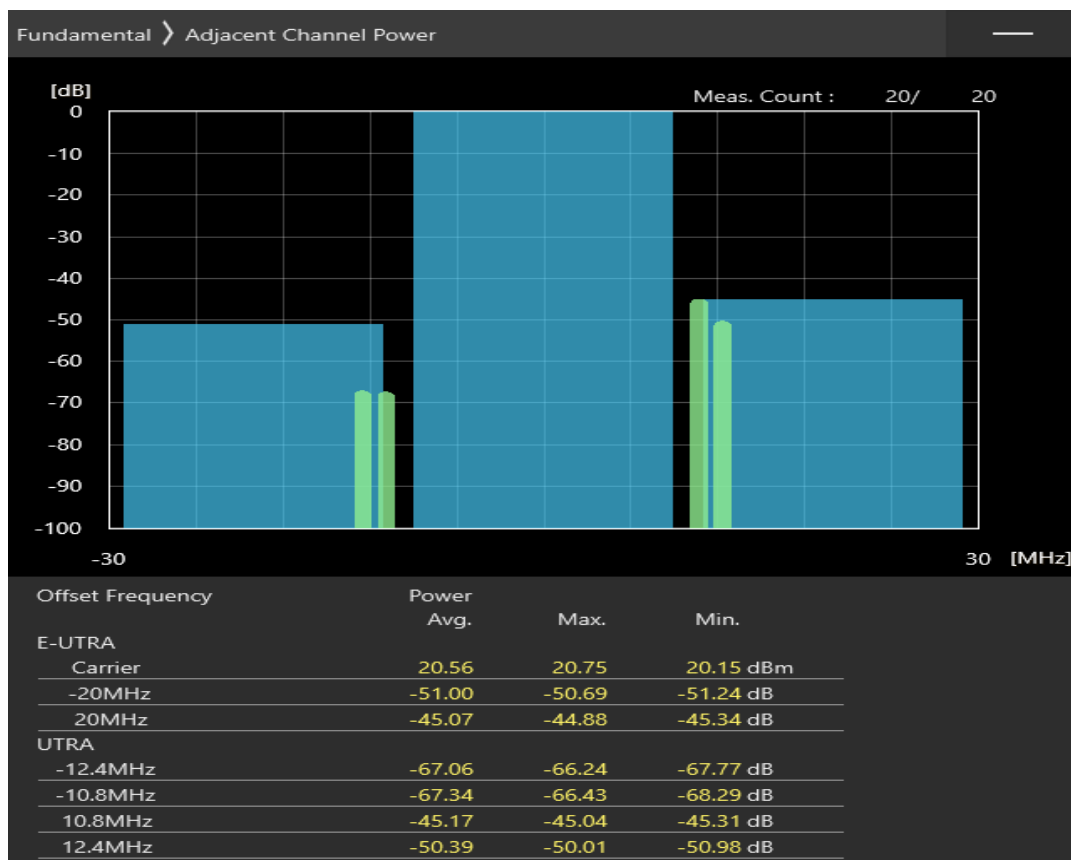 Fundamental 〉 Adjacent Channel Power
[dB]
Meas. Count : 20/ 20
0
-10
-20
-30
-40
-50
-60
-70
-80
-90
-100
-30 30 [MHz]
Offset Frequency Power
Avg. Max. Min.
E-UTRA
Carrier 20.56 20.75 20.15 dBm
-20MHz -51.00 -50.69 -51.24 dB
20MHz -45.07 -44.88 -45.34 dB
UTRA
-12.4MHz -67.06 -66.24 -67.77 dB
-10.8MHz -67.34 -66.43 -68.29 dB
10.8MHz -45.17 -45.04 -45.31 dB
12.4MHz -50.39 -50.01 -50.98 dB